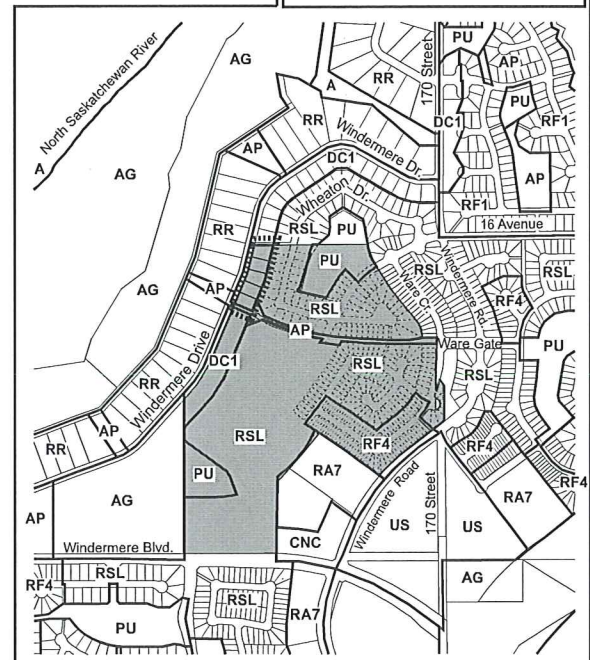 North Saskatchewan River
AG
A
RR
170 Street
PU
AP
PU
DC1
RF1
A
AG
RR
Windermere Dr.
AP
DC1
AP
RF1
16 Avenue
Wheaton Dr.
RSL
PU
RR
PU
RSL
RSL
Ware Cr.
Windermere Rd.
RF4
RSL
AG
AP
RSL
AP
Ware Gate
PU
DC1
RSL
RSL
RR
Windermere Drive
RSL
RF4
RF4
RR
AP
PU
RA7
Windermere Road
170 Street
RA7
RF4
AG
US
US
AP
CNC
Windermere Blvd.
AG
RF4
RSL
RSL
RA7
PU